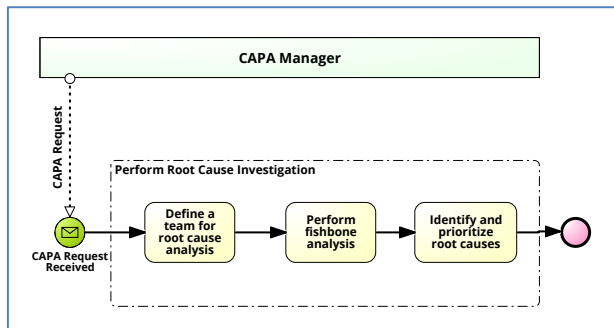 CAPA Manager
CAPA Request
Perform Root Cause Investigation
Define a
team for
root cause
analysis
Perform
fishbone
analysis
Identify and
prioritize
root causes
CAPA Request
Received